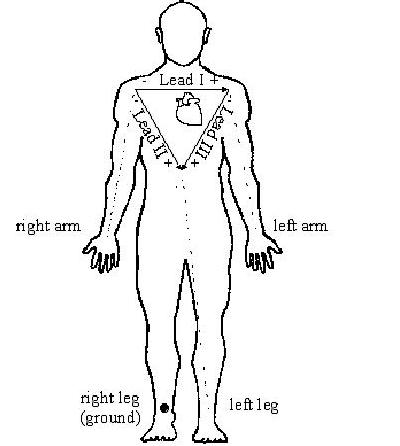 - Lead I +
- Lead II +
- Lead III +
right arm
left arm
right leg
(ground)
left leg